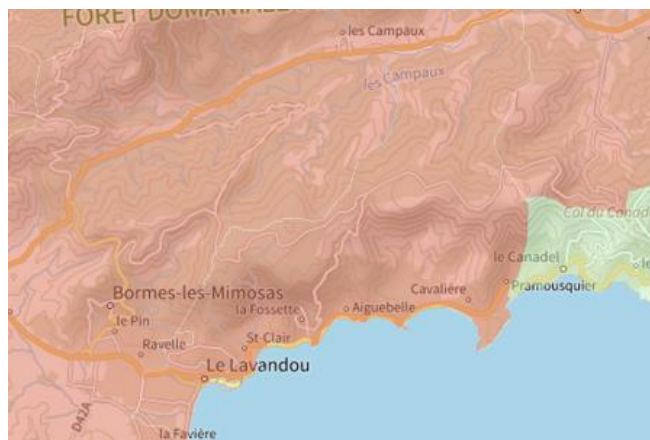 FORÊT DOMANIALE
les Campaux
les Campaux
Col du Canadel
le Canadel
Pramousquier
Cavalière
Aiguebelle
la Fossette
Bormes-les-Mimosas
le Pin
Ravelle
St-Clair
Le Lavandou
D42A
la Favière